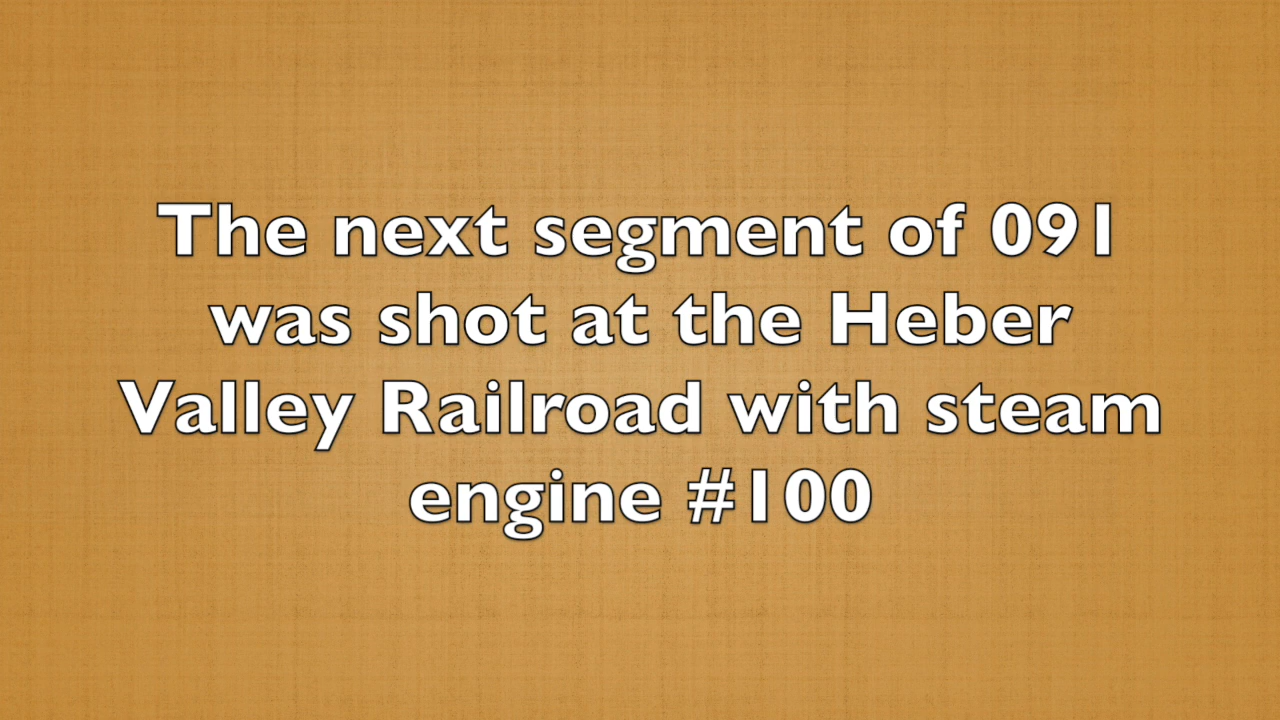 The next segment of 091
was shot at the Heber
Valley Railroad with steam
engine #100